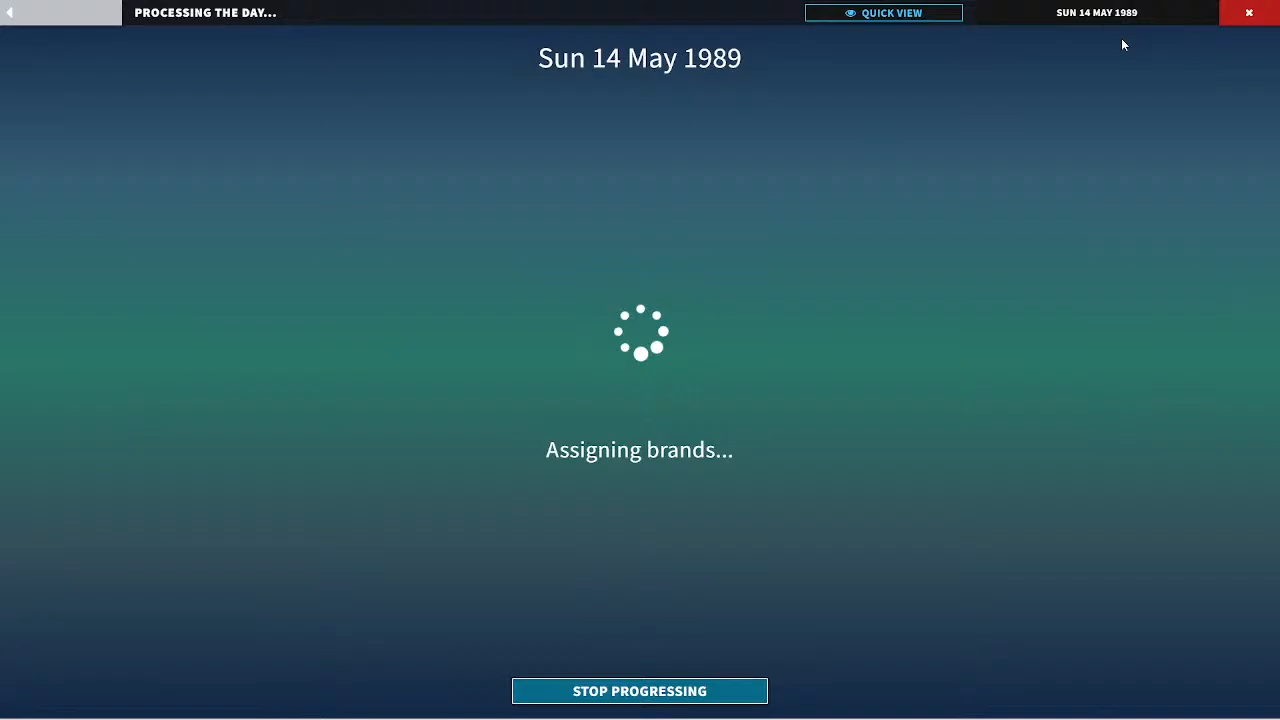 PROCESSING THE DAY...
QUICK VIEW
SUN 14 MAY 1989
Sun 14 May 1989
Assigning brands...
STOP PROGRESSING